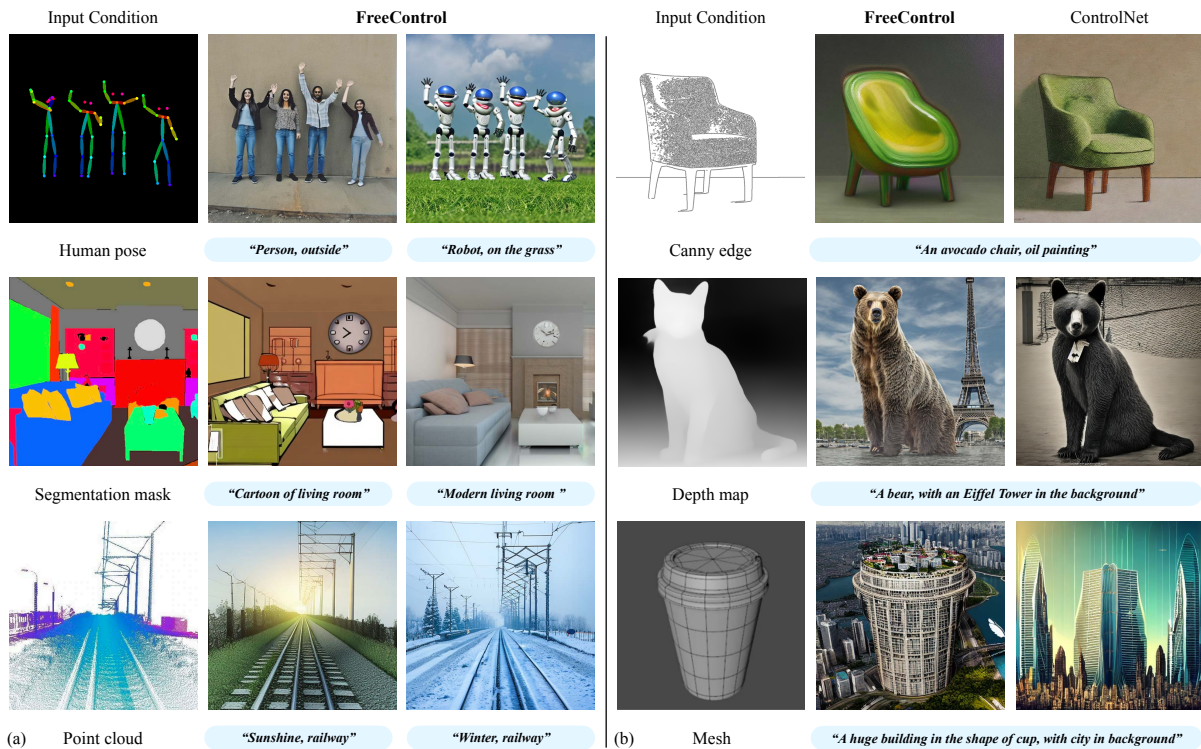 Input Condition FreeControl
Human pose “Person, outside” “Robot, on the grass”
Segmentation mask “Cartoon of living room” “Modern living room ”
(a) Point cloud “Sunshine, railway” “Winter, railway”
Input Condition FreeControl ControlNet
Canny edge “An avocado chair, oil painting”
Depth map “A bear, with an Eiffel Tower in the background”
(b) Mesh “A huge building in the shape of cup, with city in background”